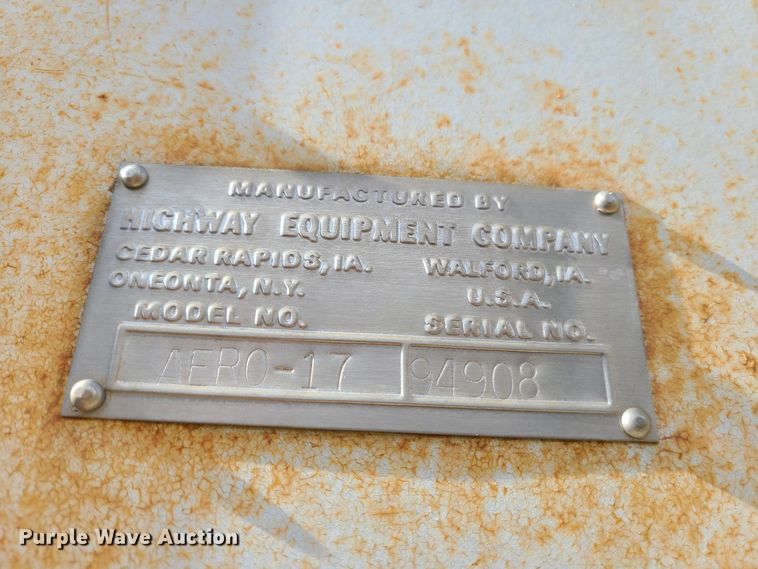 MANUFACTURED BY
HIGHWAY EQUIPMENT COMPANY
CEDAR RAPIDS, IA. WALFORD, IA.
ONEONTA, N.Y. U.S.A.
MODEL NO. SERIAL NO.
AERO-17 94908
Purple Wave Auction